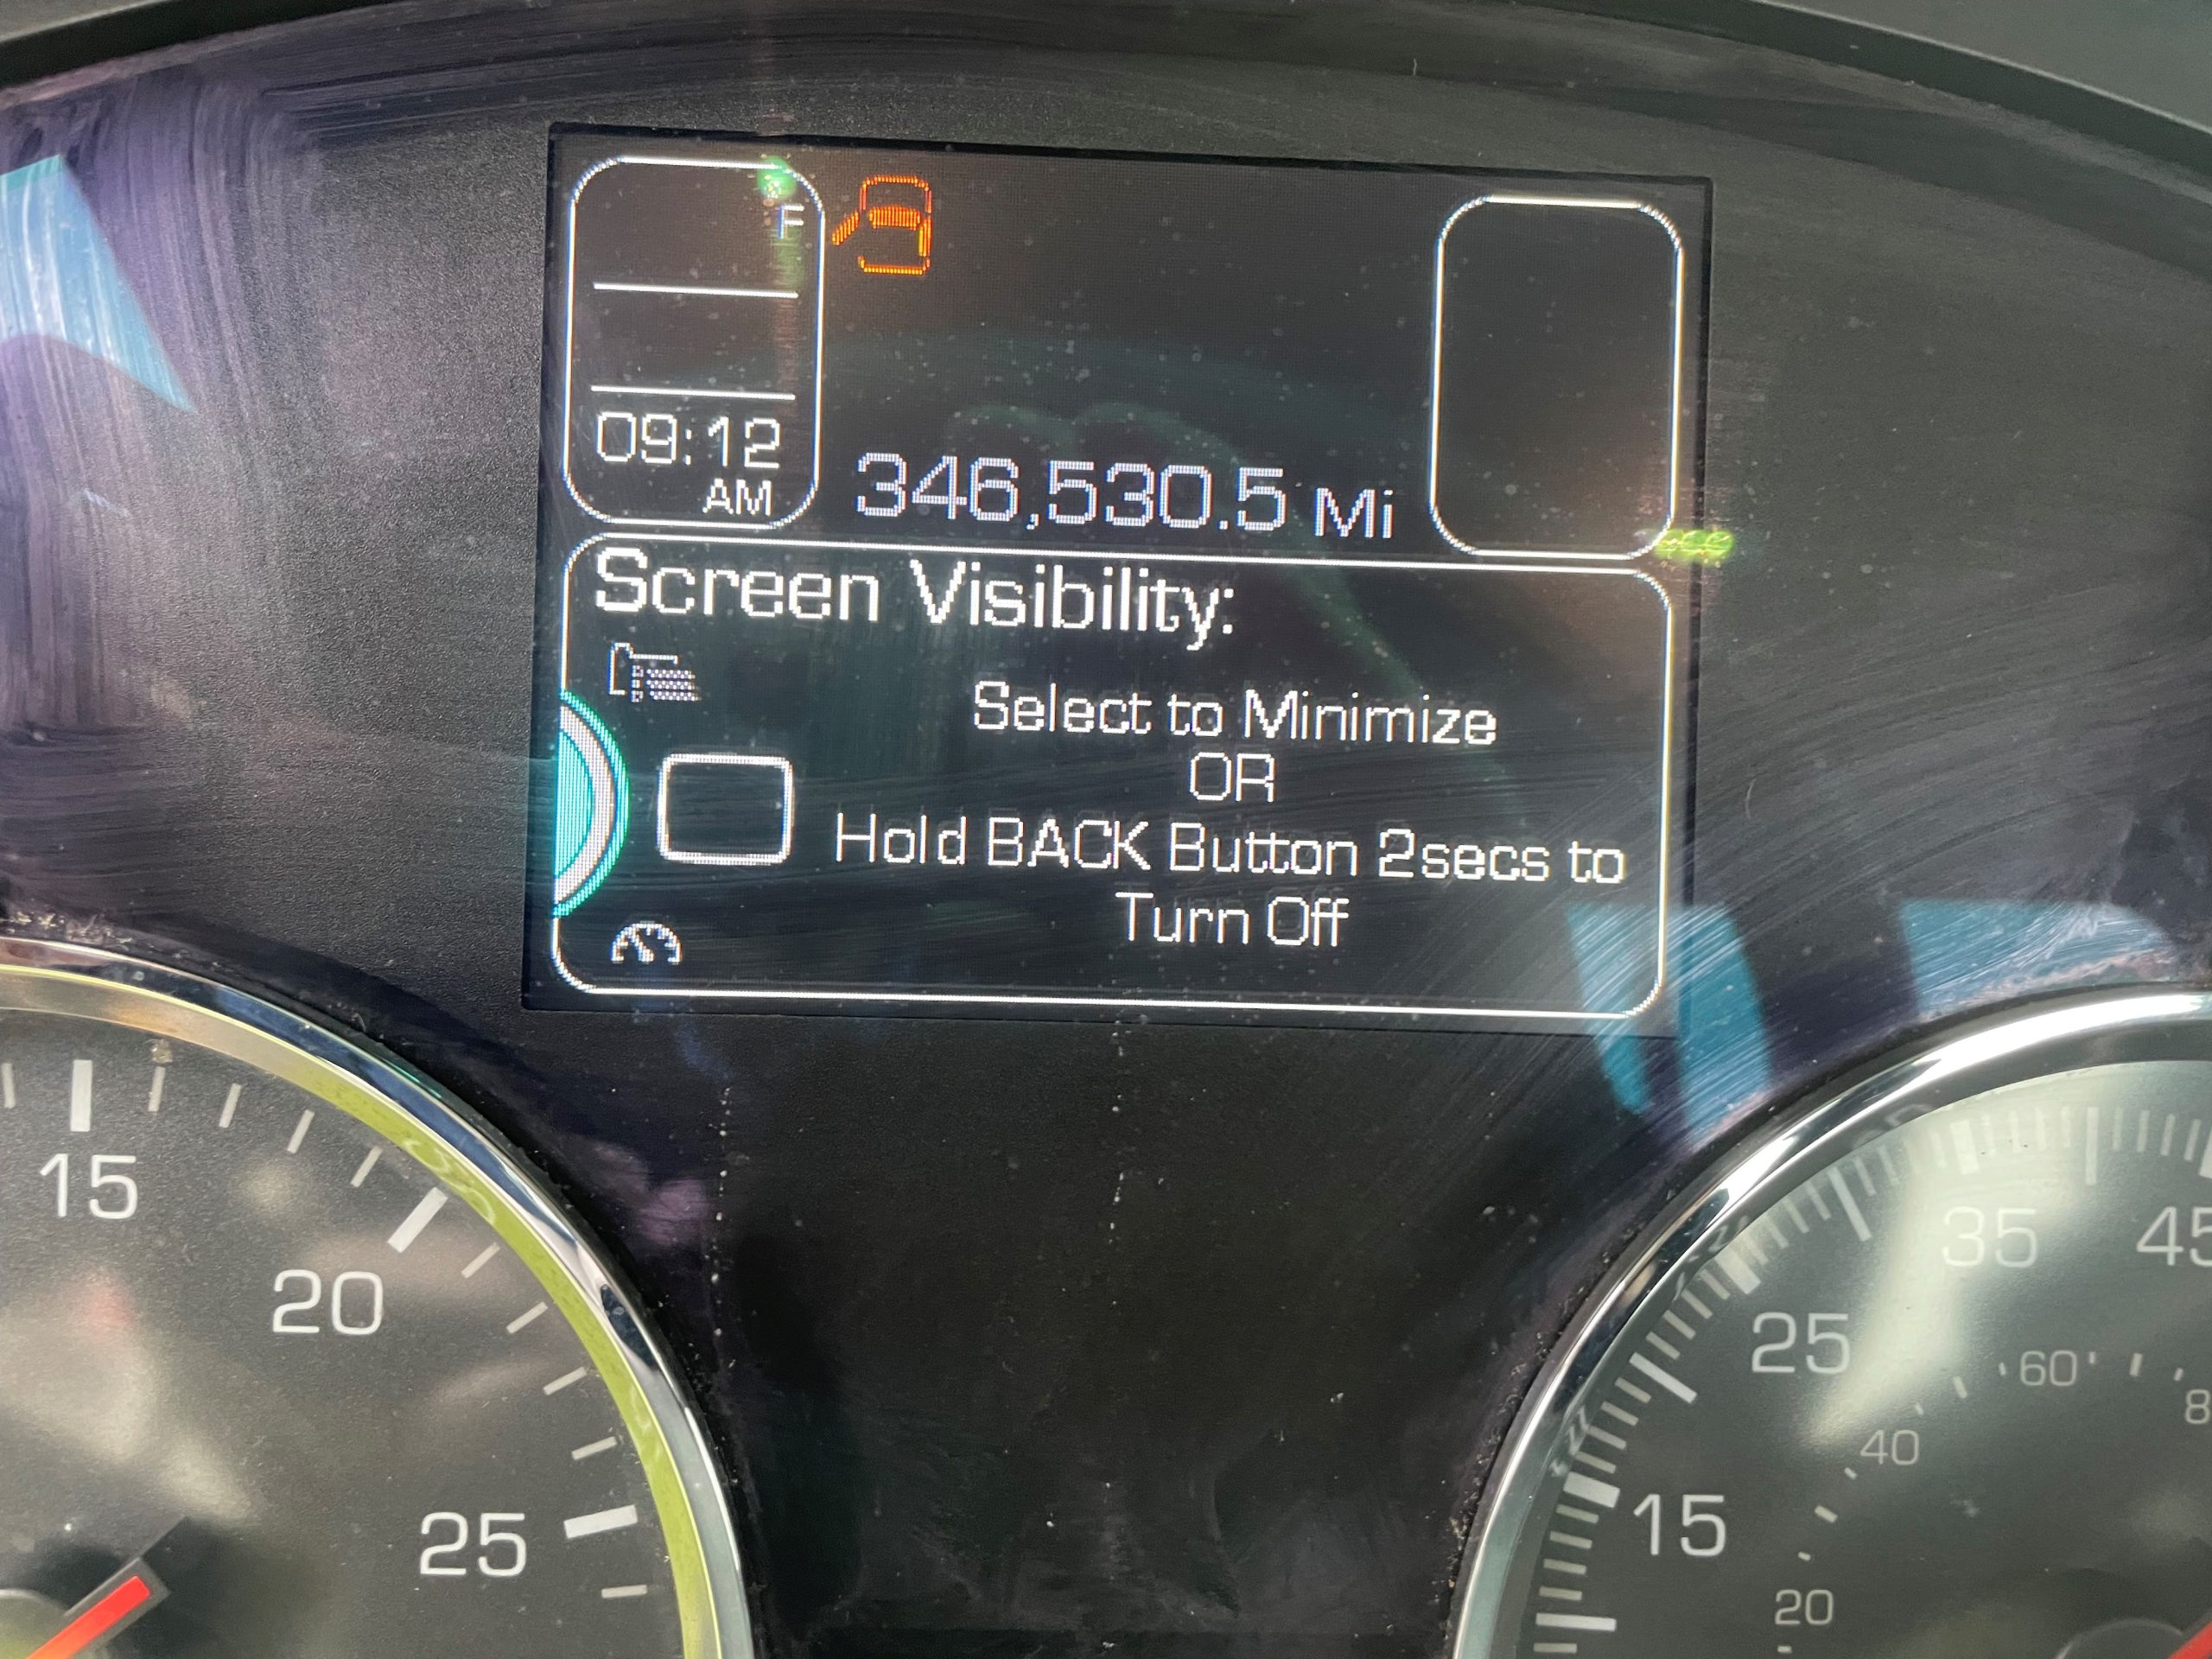 F
09:12
AM
346,530.5 Mi
Screen Visibility:
Select to Minimize
OR
Hold BACK Button 2secs to
Turn Off
15
20
25
15
25
35
45
20
40
60